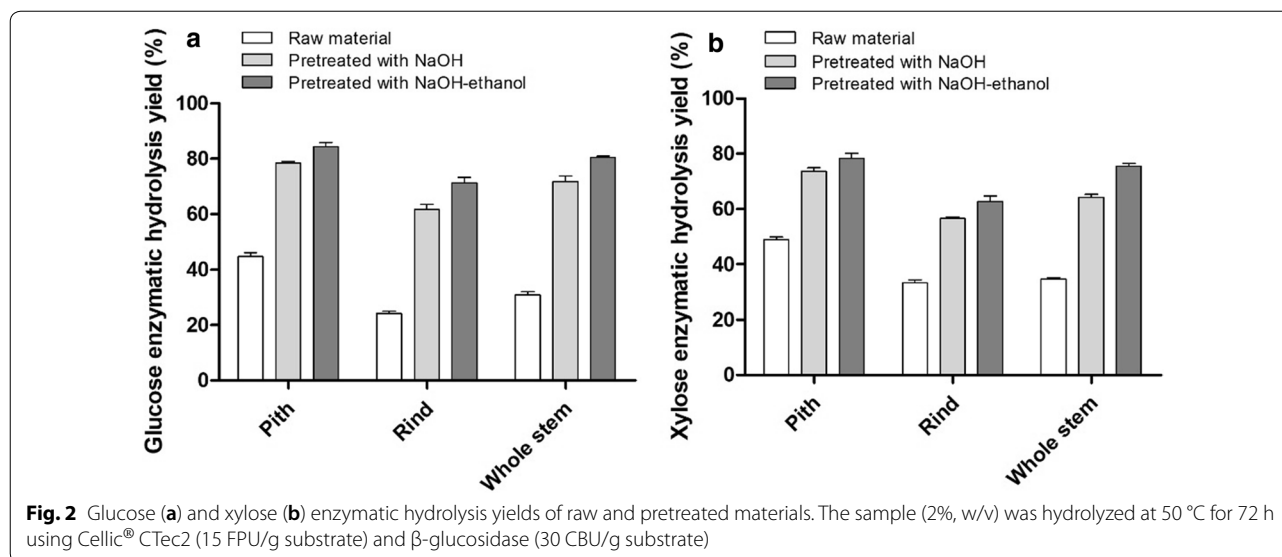 a
Raw material
Pretreated with NaOH
Pretreated with NaOH-ethanol
Glucose enzymatic hydrolysis yield (%)
100
80
60
40
20
0
Pith
Rind
Whole stem
b
Raw material
Pretreated with NaOH
Pretreated with NaOH-ethanol
Xylose enzymatic hydrolysis yield (%)
100
80
60
40
20
0
Pith
Rind
Whole stem
Fig. 2 Glucose (a) and xylose (b) enzymatic hydrolysis yields of raw and pretreated materials. The sample (2%, w/v) was hydrolyzed at 50 °C for 72 h
using Cellic® CTec2 (15 FPU/g substrate) and β-glucosidase (30 CBU/g substrate)